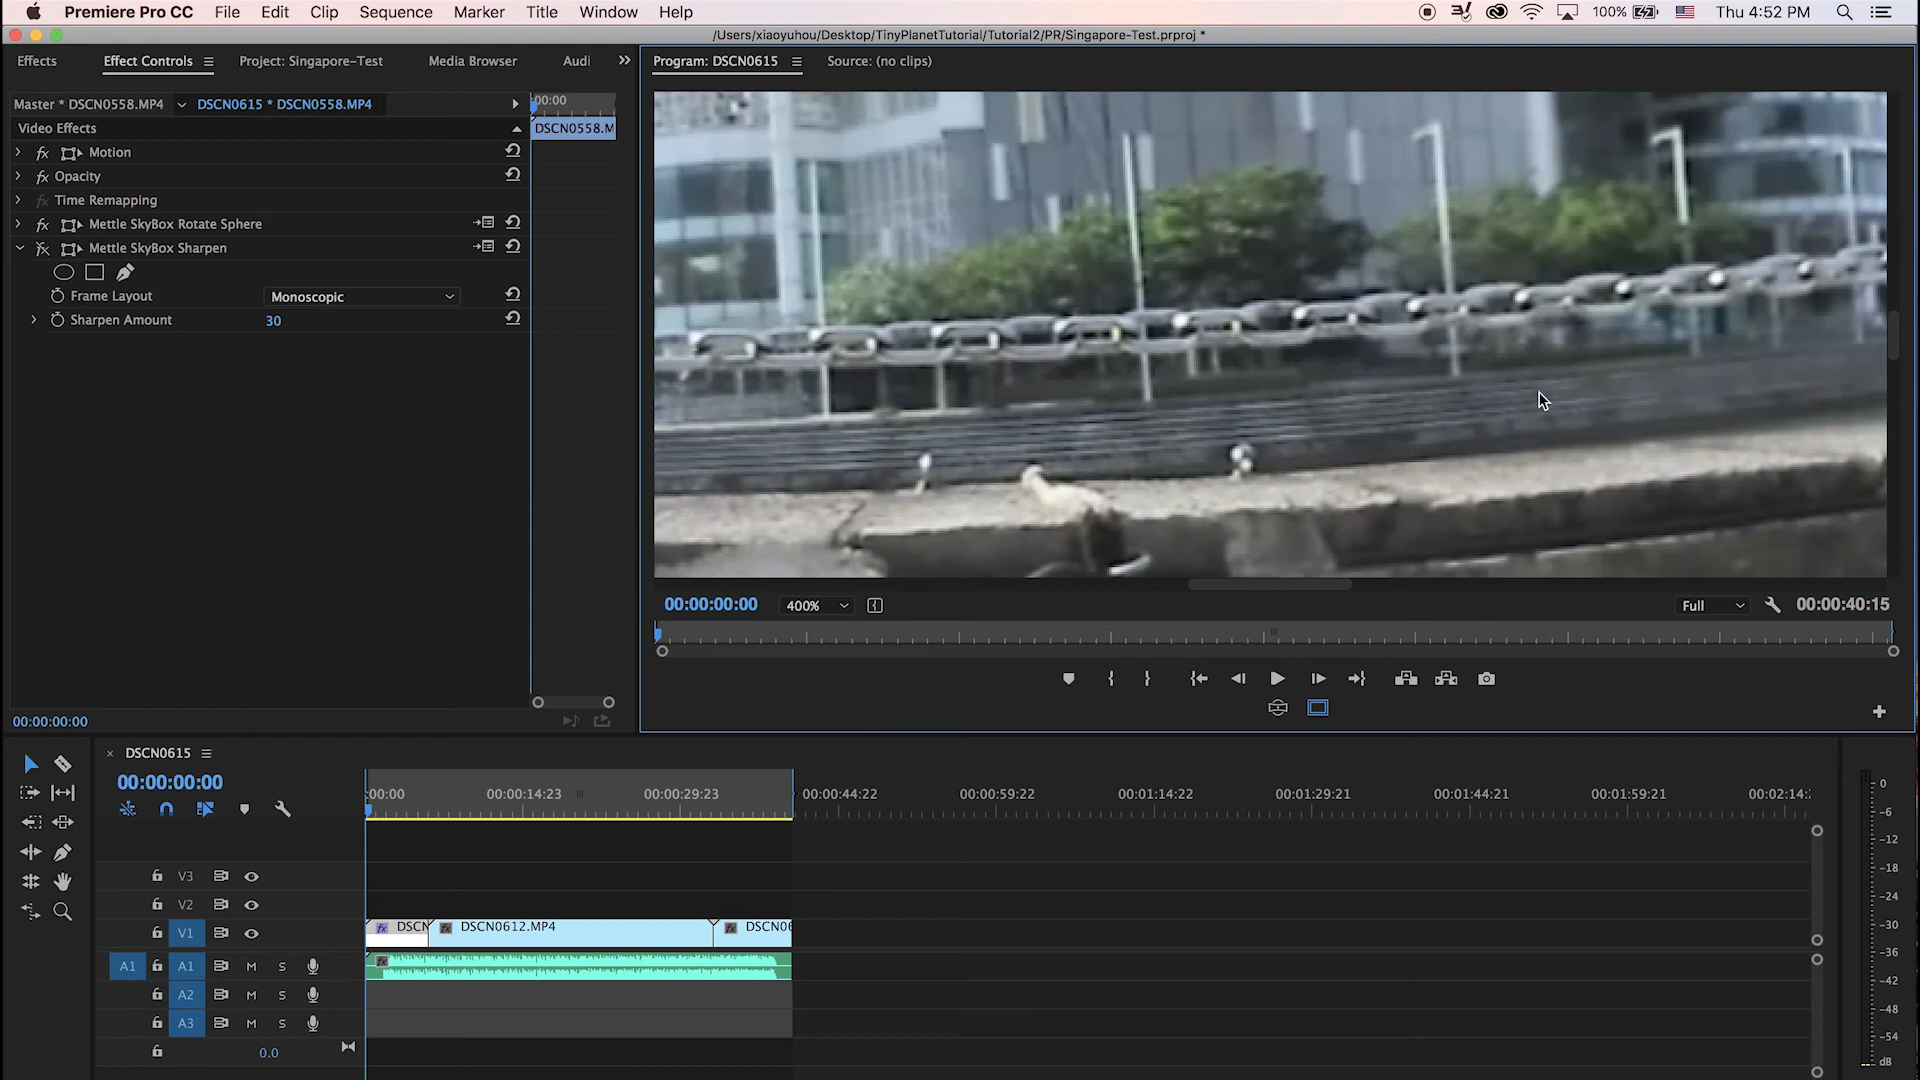 Premiere Pro CC File Edit Clip Sequence Marker Title Window Help 100% Thu 4:52 PM
/Users/xiaoyuhou/Desktop/TinyPlanetTutorial/Tutorial2/PR/Singapore-Test.prproj *
Effects Effect Controls Project: Singapore-Test Media Browser Audi Program: DSCN0615 Source: (no clips)
Master * DSCN0558.MP4 DSCN0615 * DSCN0558.MP4 :00:00
Video Effects DSCN0558.M
fx Motion
fx Opacity
fx Time Remapping
fx Mettle SkyBox Rotate Sphere
fx Mettle SkyBox Sharpen
Frame Layout Monoscopic
Sharpen Amount 30
00:00:00:00 400% Full 00:00:40:15
00:00:00:00
DSCN0615
00:00:00:00
:00:00 00:00:14:23 00:00:29:23 00:00:44:22 00:00:59:22 00:01:14:22 00:01:29:21 00:01:44:21 00:01:59:21 00:02:14:
V3
V2
V1 fx DSCN fx DSCN0612.MP4 fx DSCN06
A1 A1 M S fx
A2 M S
A3 M S
0.0
0
-6
-12
-18
-24
-30
-36
-42
-48
-54
dB